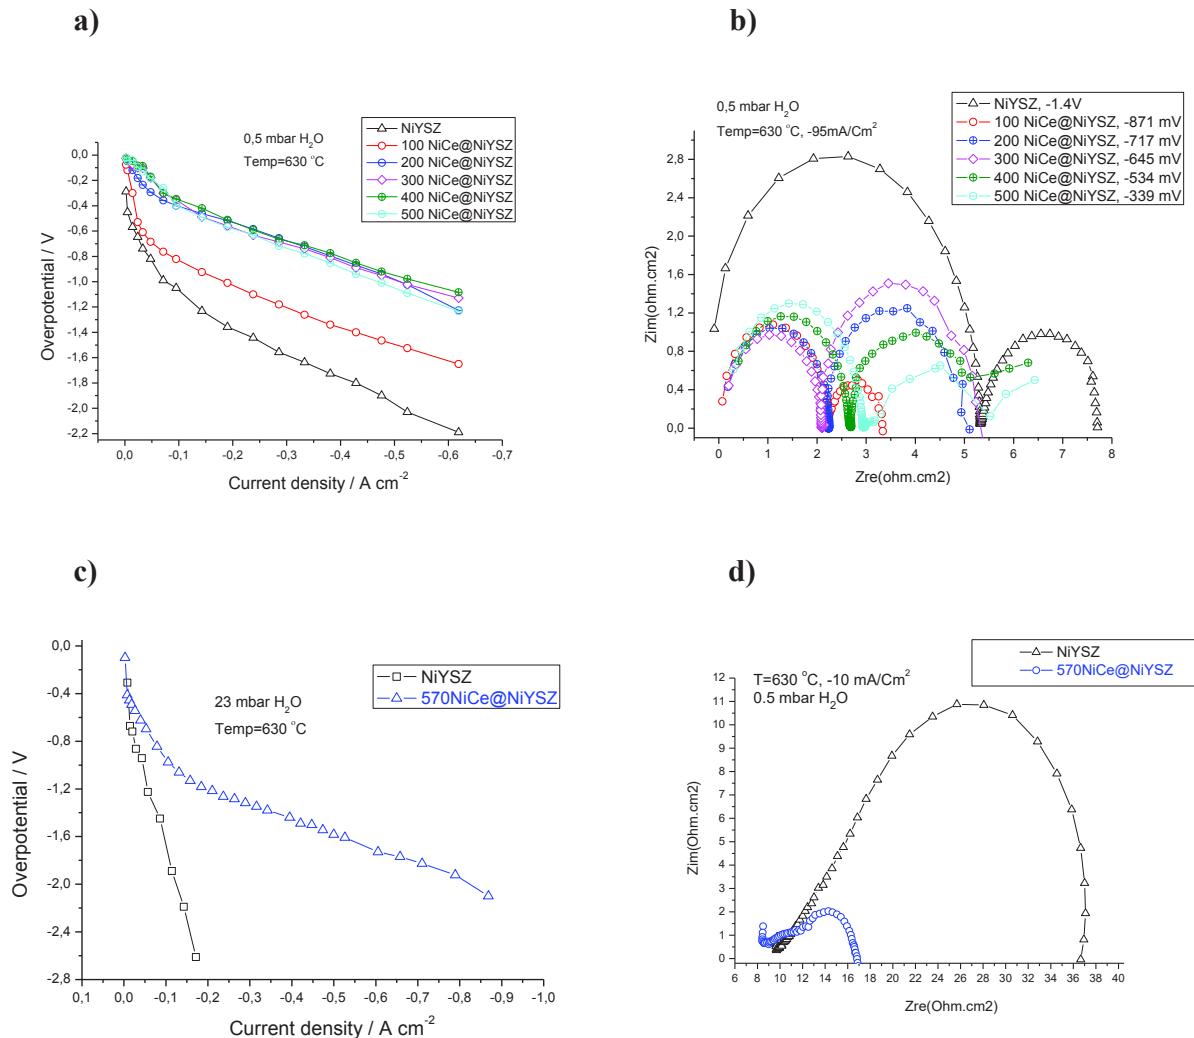 a)
0,5 mbar H2O
Temp=630 °C
NiYSZ
100 NiCe@NiYSZ
200 NiCe@NiYSZ
300 NiCe@NiYSZ
400 NiCe@NiYSZ
500 NiCe@NiYSZ
0,0
-0,2
-0,4
-0,6
-0,8
-1,0
-1,2
-1,4
-1,6
-1,8
-2,0
-2,2
Overpotential / V
0,0 -0,1 -0,2 -0,3 -0,4 -0,5 -0,6 -0,7
Current density / A cm-2
b)
0,5 mbar H2O
Temp=630 °C, -95mA/Cm2
NiYSZ, -1.4V
100 NiCe@NiYSZ, -871 mV
200 NiCe@NiYSZ, -717 mV
300 NiCe@NiYSZ, -645 mV
400 NiCe@NiYSZ, -534 mV
500 NiCe@NiYSZ, -339 mV
2,8
2,4
2,0
1,6
1,2
0,8
0,4
0,0
Zim(ohm.cm2)
0 1 2 3 4 5 6 7 8
Zre(ohm.cm2)
c)
23 mbar H2O
Temp=630 °C
NiYSZ
570NiCe@NiYSZ
0,0
-0,4
-0,8
-1,2
-1,6
-2,0
-2,4
-2,8
Overpotential / V
0,1 0,0 -0,1 -0,2 -0,3 -0,4 -0,5 -0,6 -0,7 -0,8 -0,9 -1,0
Current density / A cm-2
d)
NiYSZ
570NiCe@NiYSZ
T=630 °C, -10 mA/Cm2
0.5 mbar H2O
12
11
10
9
8
7
6
5
4
3
2
1
0
Zim(Ohm.cm2)
6 8 10 12 14 16 18 20 22 24 26 28 30 32 34 36 38 40
Zre(Ohm.cm2)